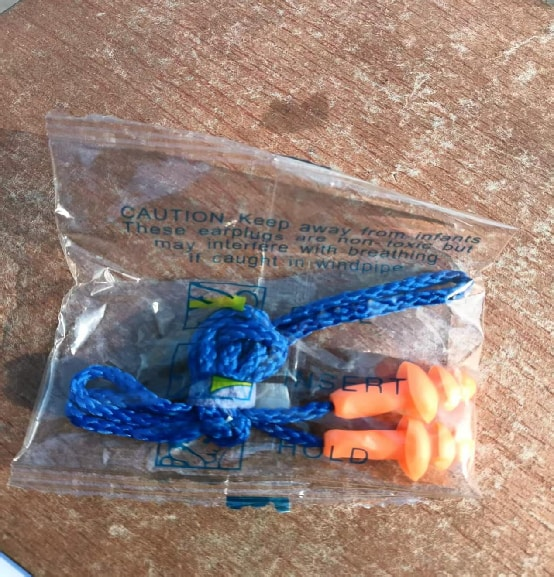 CAUTION Keep away from infants
These earplugs are non toxic but
may interfere with breathing
if caught in windpipe
INSERT
HOLD